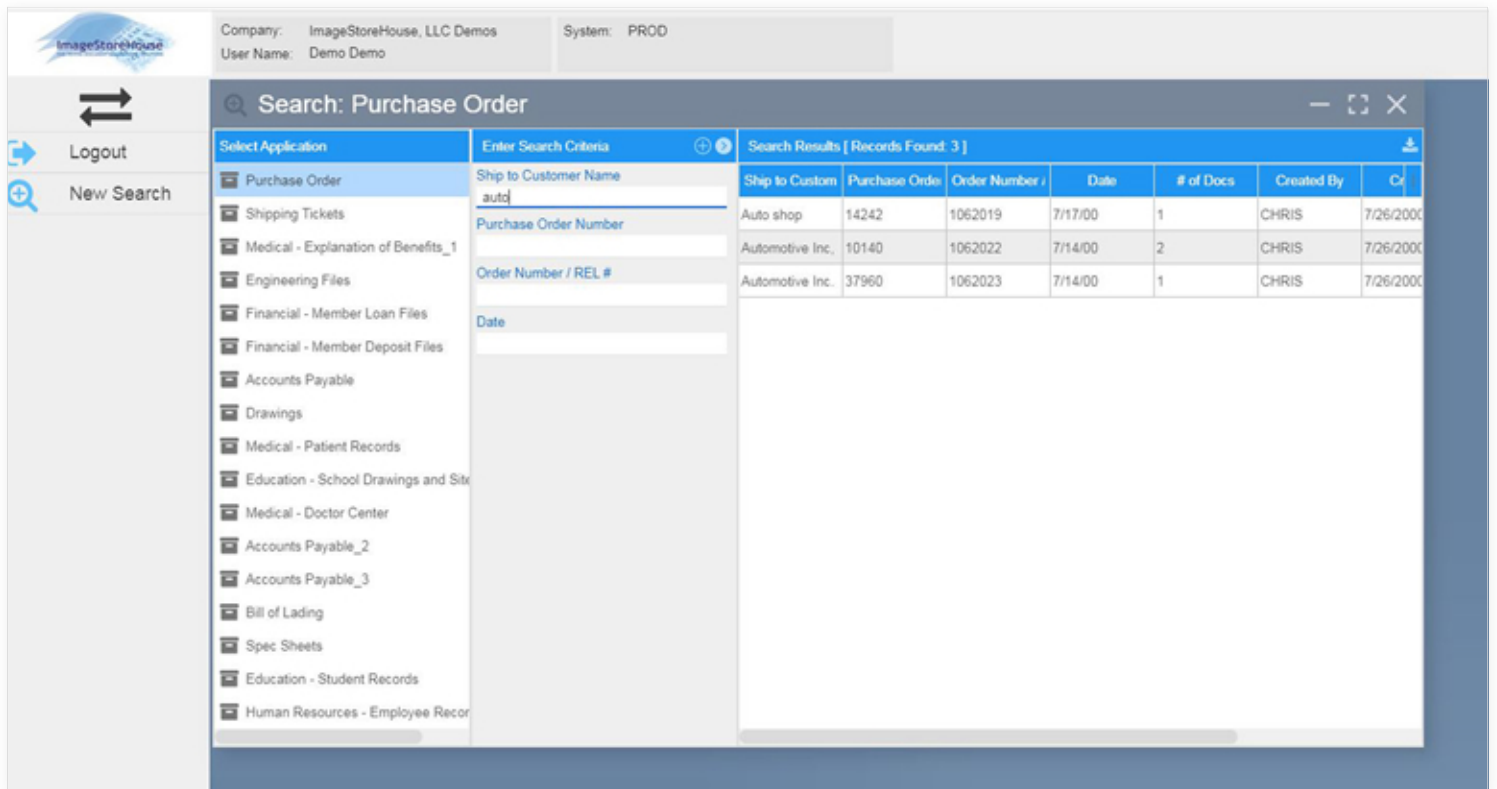 ImageStoreHouse
Company: ImageStoreHouse, LLC Demos
User Name: Demo Demo
System: PROD
Logout
New Search
Search: Purchase Order
Select Application
Purchase Order
Shipping Tickets
Medical - Explanation of Benefits_1
Engineering Files
Financial - Member Loan Files
Financial - Member Deposit Files
Accounts Payable
Drawings
Medical - Patient Records
Education - School Drawings and Site
Medical - Doctor Center
Accounts Payable_2
Accounts Payable_3
Bill of Lading
Spec Sheets
Education - Student Records
Human Resources - Employee Recor
Enter Search Criteria
Ship to Customer Name
auto
Purchase Order Number
Order Number / REL #
Date
Search Results [ Records Found: 3 ]
Ship to Custom Purchase Orde Order Number / Date # of Docs Created By Cr
Auto shop 14242 1062019 7/17/00 1 CHRIS 7/26/2000
Automotive Inc, 10140 1062022 7/14/00 2 CHRIS 7/26/2000
Automotive Inc. 37960 1062023 7/14/00 1 CHRIS 7/26/2000